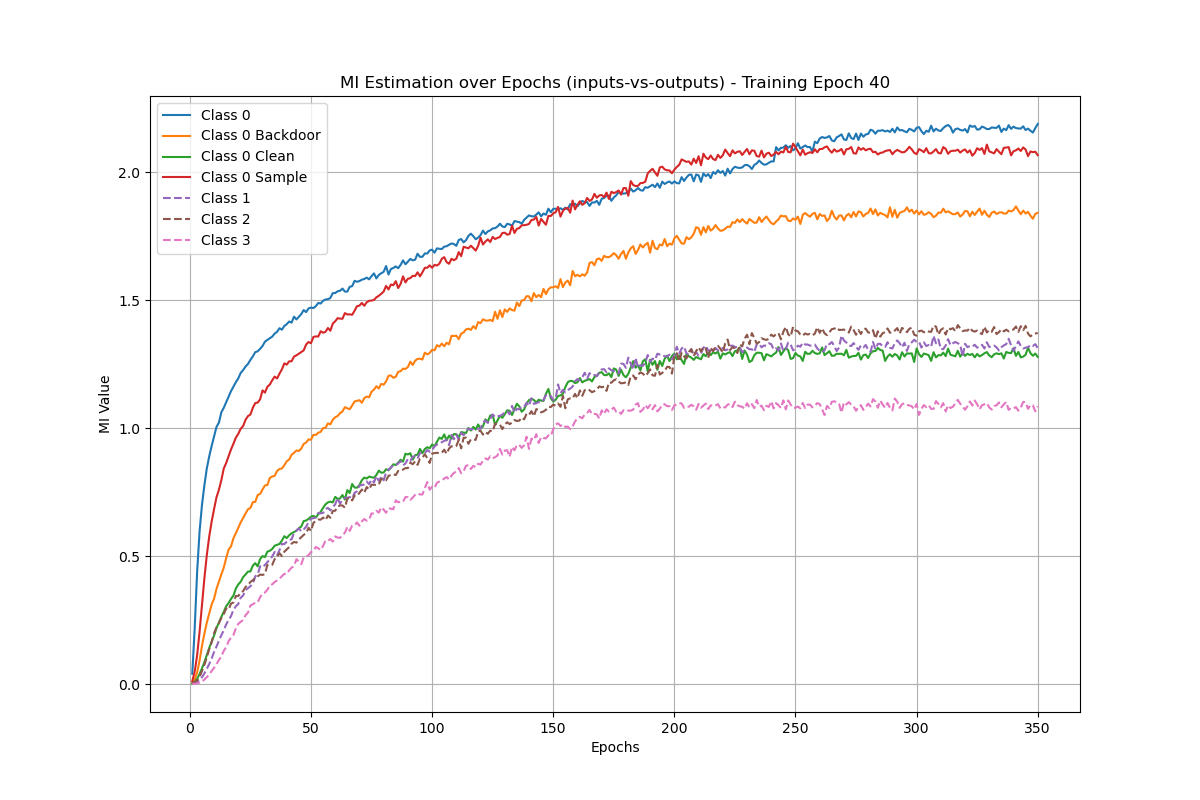 MI Estimation over Epochs (inputs-vs-outputs) - Training Epoch 40
Class 0
Class 0 Backdoor
Class 0 Clean
Class 0 Sample
Class 1
Class 2
Class 3
MI Value
2.0
1.5
1.0
0.5
0.0
0
50
100
150
200
250
300
350
Epochs